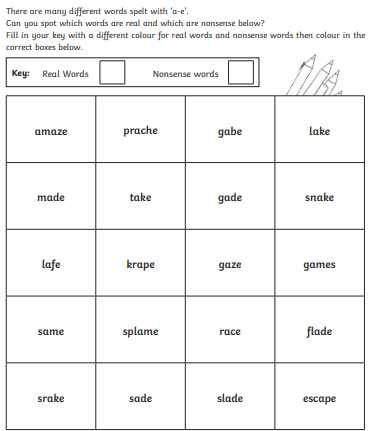 There are many different words spelt with 'a-e'.
Can you spot which words are real and which are nonsense below?
Fill in your key with a different colour for real words and nonsense words then colour in the
correct boxes below.
Key: Real Words Nonsense words
amaze prache gabe lake
made take gade snake
lafe krape gaze games
same splame race flade
srake sade slade escape